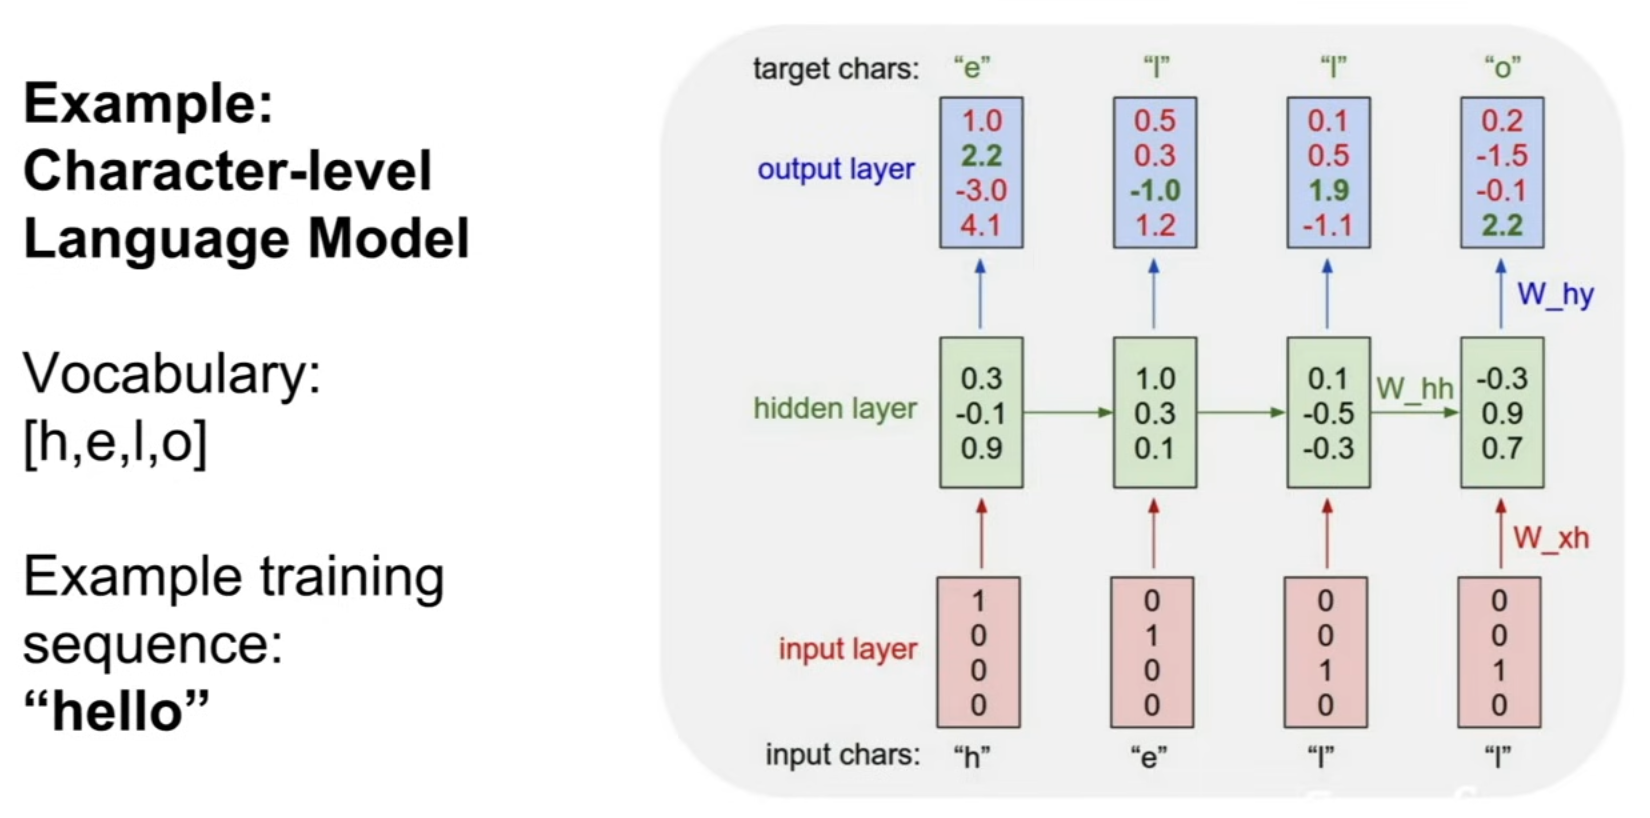 Example:
Character-level
Language Model
Vocabulary:
[h,e,l,o]
Example training
sequence:
“hello”
target chars: “e” “l” “l” “o”
1.0 0.5 0.1 0.2
2.2 0.3 0.5 -1.5
output layer
-3.0 -1.0 1.9 -0.1
4.1 1.2 -1.1 2.2
W_hy
0.3 1.0 0.1 W_hh -0.3
hidden layer -0.1 0.3 -0.5 0.9
0.9 0.1 -0.3 0.7
W_xh
1 0 0 0
0 1 0 0
input layer
0 0 1 1
0 0 0 0
input chars: “h” “e” “l” “l”